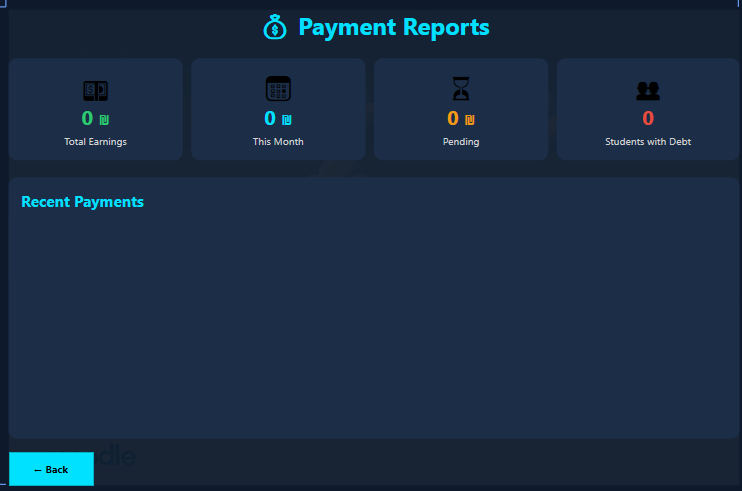 Payment Reports
0 ₪
Total Earnings
0 ₪
This Month
0 ₪
Pending
0
Students with Debt
Recent Payments
← Back